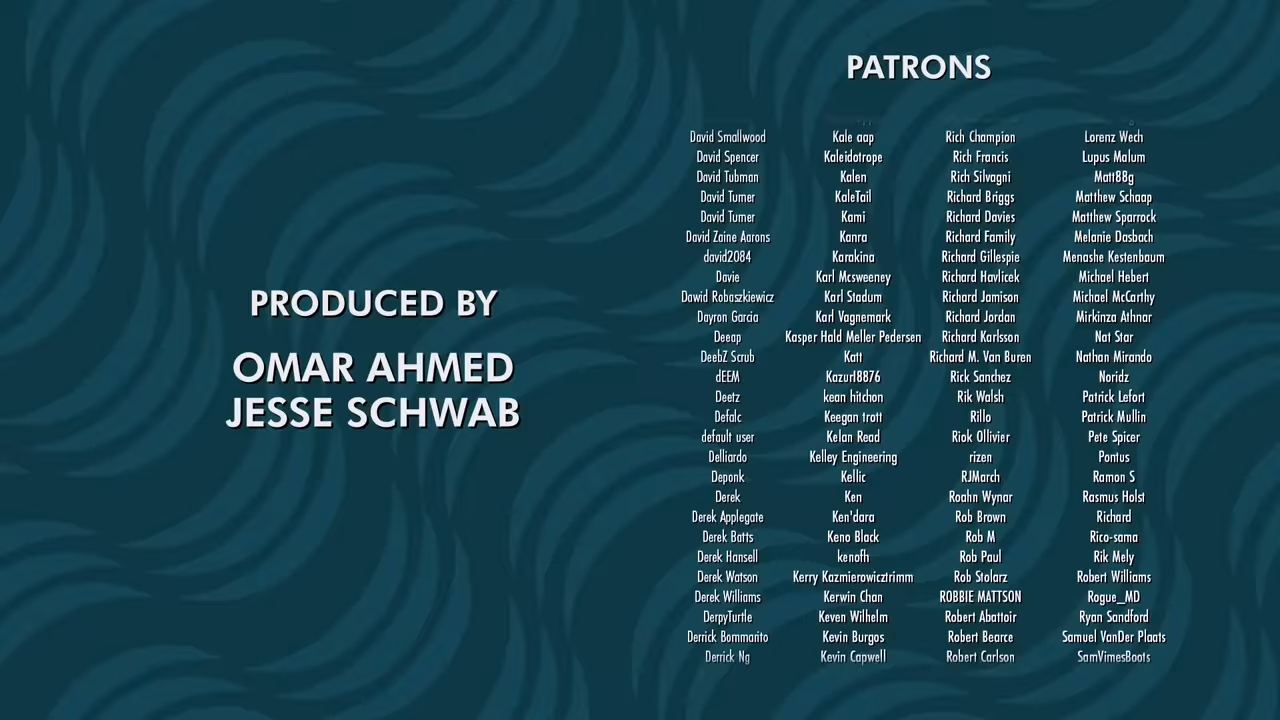 PRODUCED BY
OMAR AHMED
JESSE SCHWAB
PATRONS
David Smallwood Kale aap Rich Champion Lorenz Wech
David Spencer Kaleidotrope Rich Francis Lupus Malum
David Tubman Kalen Rich Silvagni Matt88g
David Turner KaleTail Richard Briggs Matthew Schaap
David Turner Kami Richard Davies Matthew Sparrock
David Zaine Aarons Kanra Richard Family Melanie Dasbach
david2084 Karakina Richard Gillespie Menashe Kestenbaum
Davie Karl Mcsweeney Richard Havlicek Michael Hebert
Dawid Robaszkiewicz Karl Stadum Richard Jamison Michael McCarthy
Dayron Garcia Karl Vagnemark Richard Jordan Mirkinza Athnar
Deeap Kasper Hald Meller Pedersen Richard Karlsson Nat Star
DeebZ Scrub Katt Richard M. Van Buren Nathan Mirando
dEEM Kazurl8876 Rick Sanchez Noridz
Deetz kean hitchon Rik Walsh Patrick Lefort
Defalc Keegan trott Rillo Patrick Mullin
default user Kelan Read Riok Ollivier Pete Spicer
Delliardo Kelley Engineering rizen Pontus
Deponk Kellic RJMarch Ramon S
Derek Ken Roahn Wynar Rasmus Holst
Derek Applegate Ken'dara Rob Brown Richard
Derek Batts Keno Black Rob M Rico-sama
Derek Hansell kenofh Rob Paul Rik Mely
Derek Watson Kerry Kazmierowicztrimm Rob Stolarz Robert Williams
Derek Williams Kerwin Chan ROBBIE MATTSON Rogue_MD
DerpyTurtle Keven Wilhelm Robert Abattoir Ryan Sandford
Derrick Bommarito Kevin Burgos Robert Bearce Samuel VanDer Plaats
Derrick Ng Kevin Capwell Robert Carlson SamVimesBoots